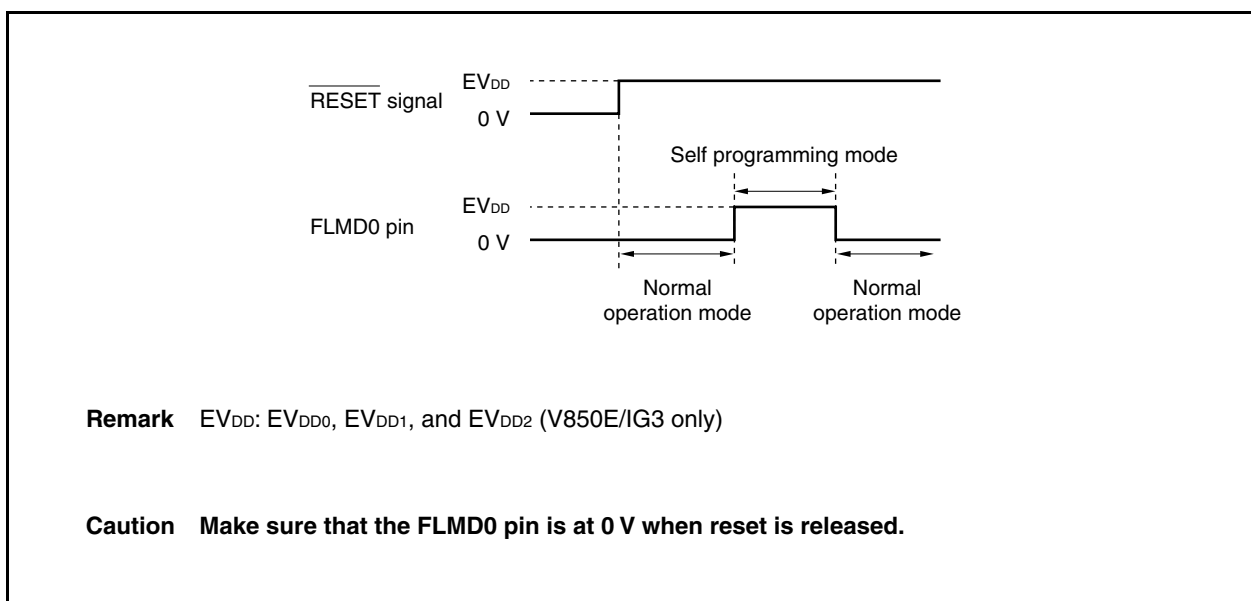 EVDD
RESET signal
0 V
Self programming mode
EVDD
FLMD0 pin
0 V
Normal
operation mode
Normal
operation mode
Remark EVDD: EVDD0, EVDD1, and EVDD2 (V850E/IG3 only)
Caution Make sure that the FLMD0 pin is at 0 V when reset is released.